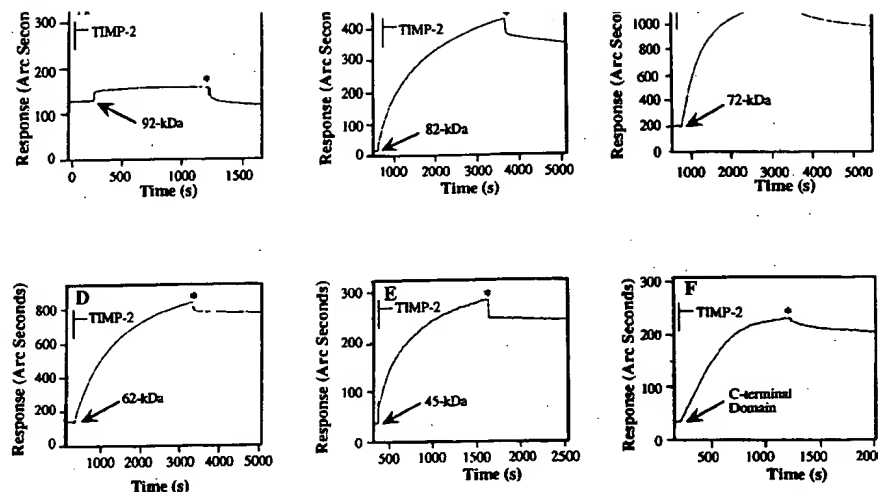 Response (Arc Secon
300
200
100
0
TIMP-2
*
92-kDa
0
500
1000
1500
Time (s)
Response (Arc Second
400
300
200
100
0
TIMP-2
82-kDa
1000
2000
3000
4000
5000
Time (s)
Response (Arc Second
1000
800
600
400
200
0
72-kDa
1000
2000
3000
4000
5000
Time (s)
D
Response (Arc Seconds)
800
600
400
200
0
TIMP-2
*
62-kDa
1000
2000
3000
4000
5000
Time (s)
E
Response (Arc Seconds)
300
200
100
0
TIMP-2
*
45-kDa
500
1000
1500
2000
2500
Time (s)
F
Response (Arc Seconds)
300
200
100
0
TIMP-2
*
C-terminal
Domain
500
1000
1500
2000
Time (s)